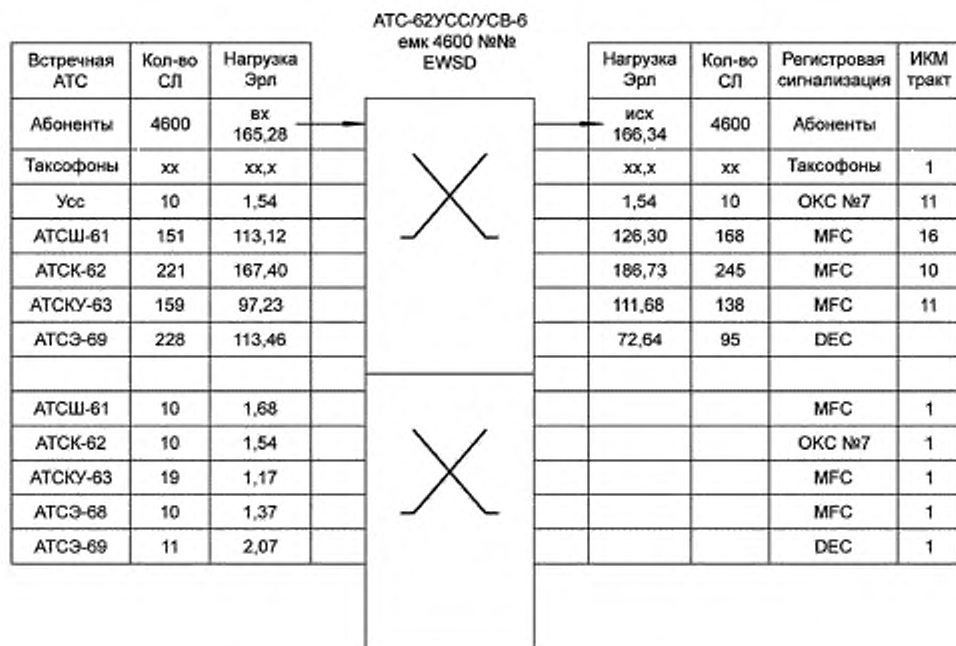 АТС-62УСС/УСВ-6
емк 4600 №№
EWSD
Встречная АТС Кол-во СЛ Нагрузка Эрл Нагрузка Эрл Кол-во СЛ Регистровая сигнализация ИКМ тракт
Абоненты 4600 вх 165,28 исх 166,34 4600 Абоненты
Таксофоны хх хх,х хх,х хх Таксофоны 1
Усс 10 1,54 1,54 10 ОКС №7 11
АТСШ-61 151 113,12 126,30 168 MFC 16
АТСК-62 221 167,40 186,73 245 MFC 10
АТСКУ-63 159 97,23 111,68 138 MFC 11
АТСЭ-69 228 113,46 72,64 95 DEC
АТСШ-61 10 1,68 MFC 1
АТСК-62 10 1,54 ОКС №7 1
АТСКУ-63 19 1,17 MFC 1
АТСЭ-68 10 1,37 MFC 1
АТСЭ-69 11 2,07 DEC 1